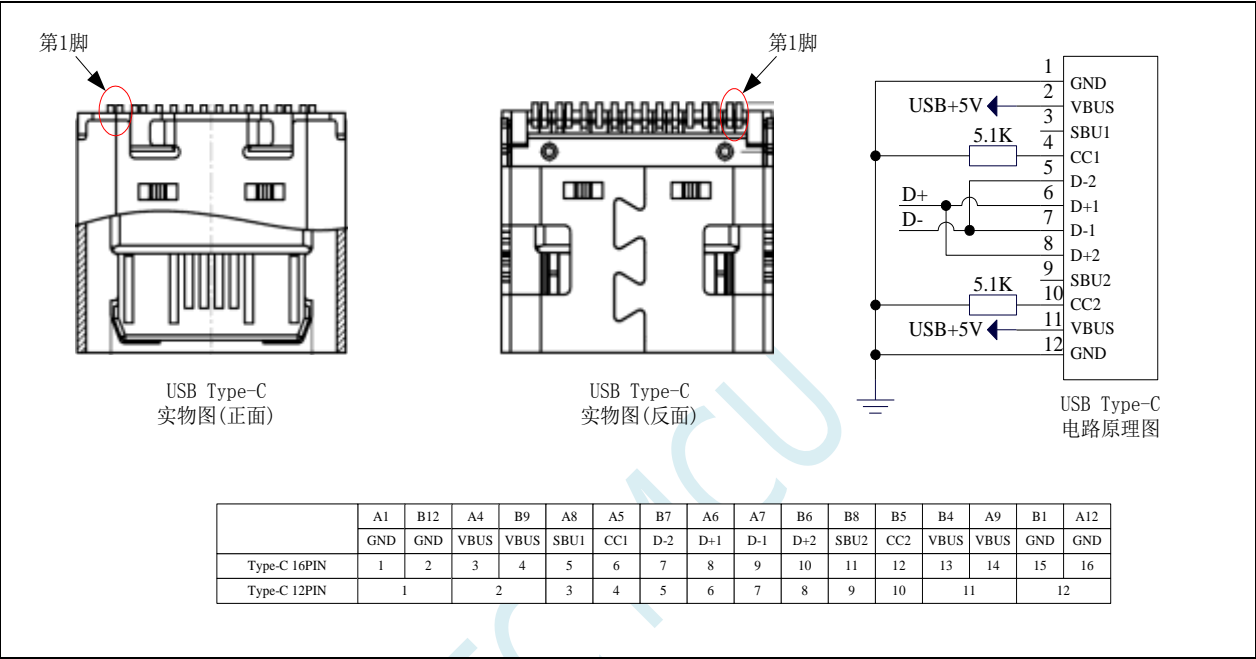 第1脚
第1脚
USB Type-C
实物图(正面)
USB Type-C
实物图(反面)
1
GND
2
USB+5V
VBUS
3
SBU1
5.1K
4
CC1
5
D-2
D+
6
D+1
D-
7
D-1
8
D+2
9
SBU2
5.1K
10
CC2
USB+5V
11
VBUS
12
GND
USB Type-C
电路原理图
A1 B12 A4 B9 A8 A5 B7 A6 A7 B6 B8 B5 B4 A9 B1 A12
GND GND VBUS VBUS SBU1 CC1 D-2 D+1 D-1 D+2 SBU2 CC2 VBUS VBUS GND GND
Type-C 16PIN 1 2 3 4 5 6 7 8 9 10 11 12 13 14 15 16
Type-C 12PIN 1 2 3 4 5 6 7 8 9 10 11 12
MCU